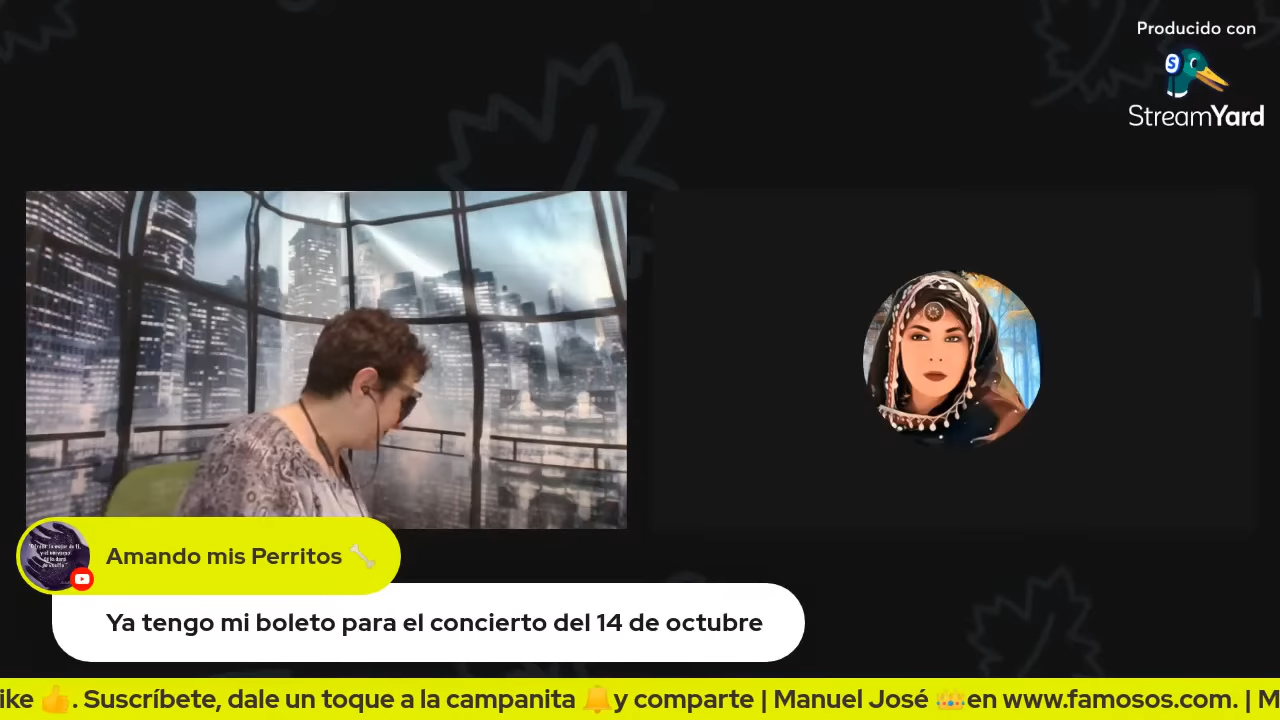 Producido con
S
StreamYard
Amando mis Perritos 🦴
Ya tengo mi boleto para el concierto del 14 de octubre
ike 👍. Suscríbete, dale un toque a la campanita 🔔y comparte | Manuel José 👑en www.famosos.com. | M